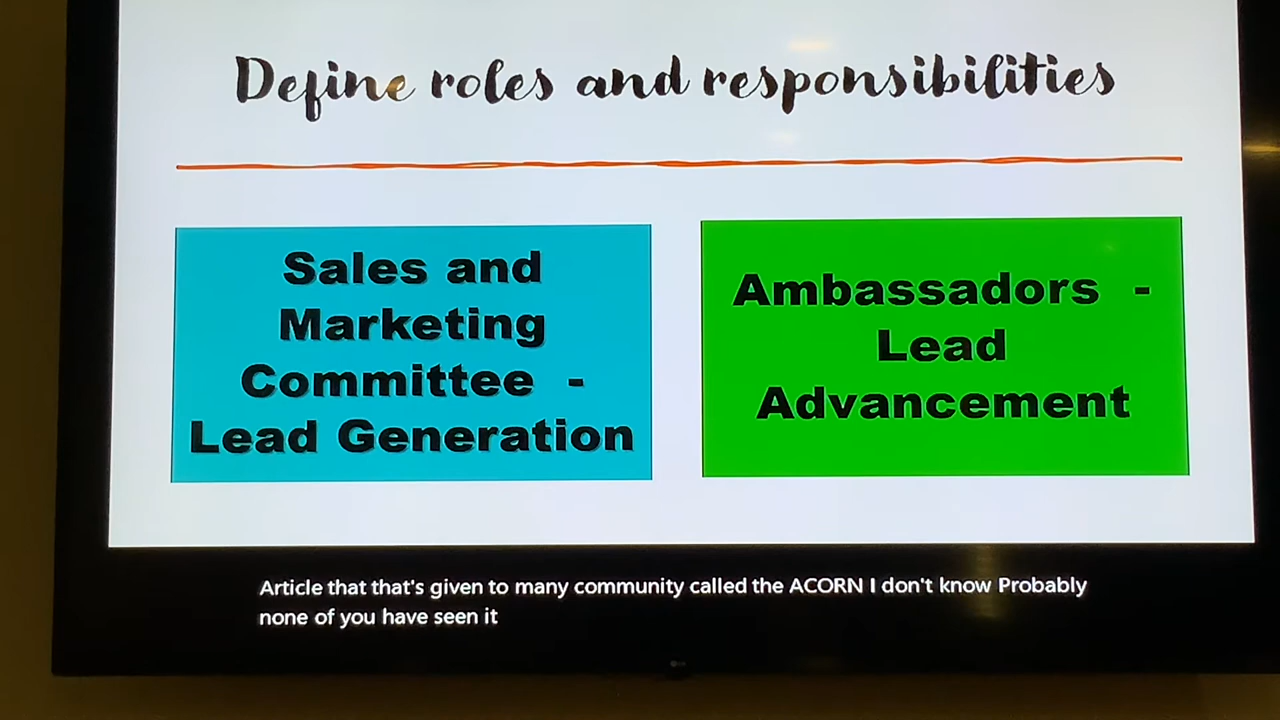 Define roles and responsibilities
Sales and
Marketing
Committee -
Lead Generation
Ambassadors -
Lead
Advancement
Article that that's given to many community called the ACORN I don't know Probably
none of you have seen it